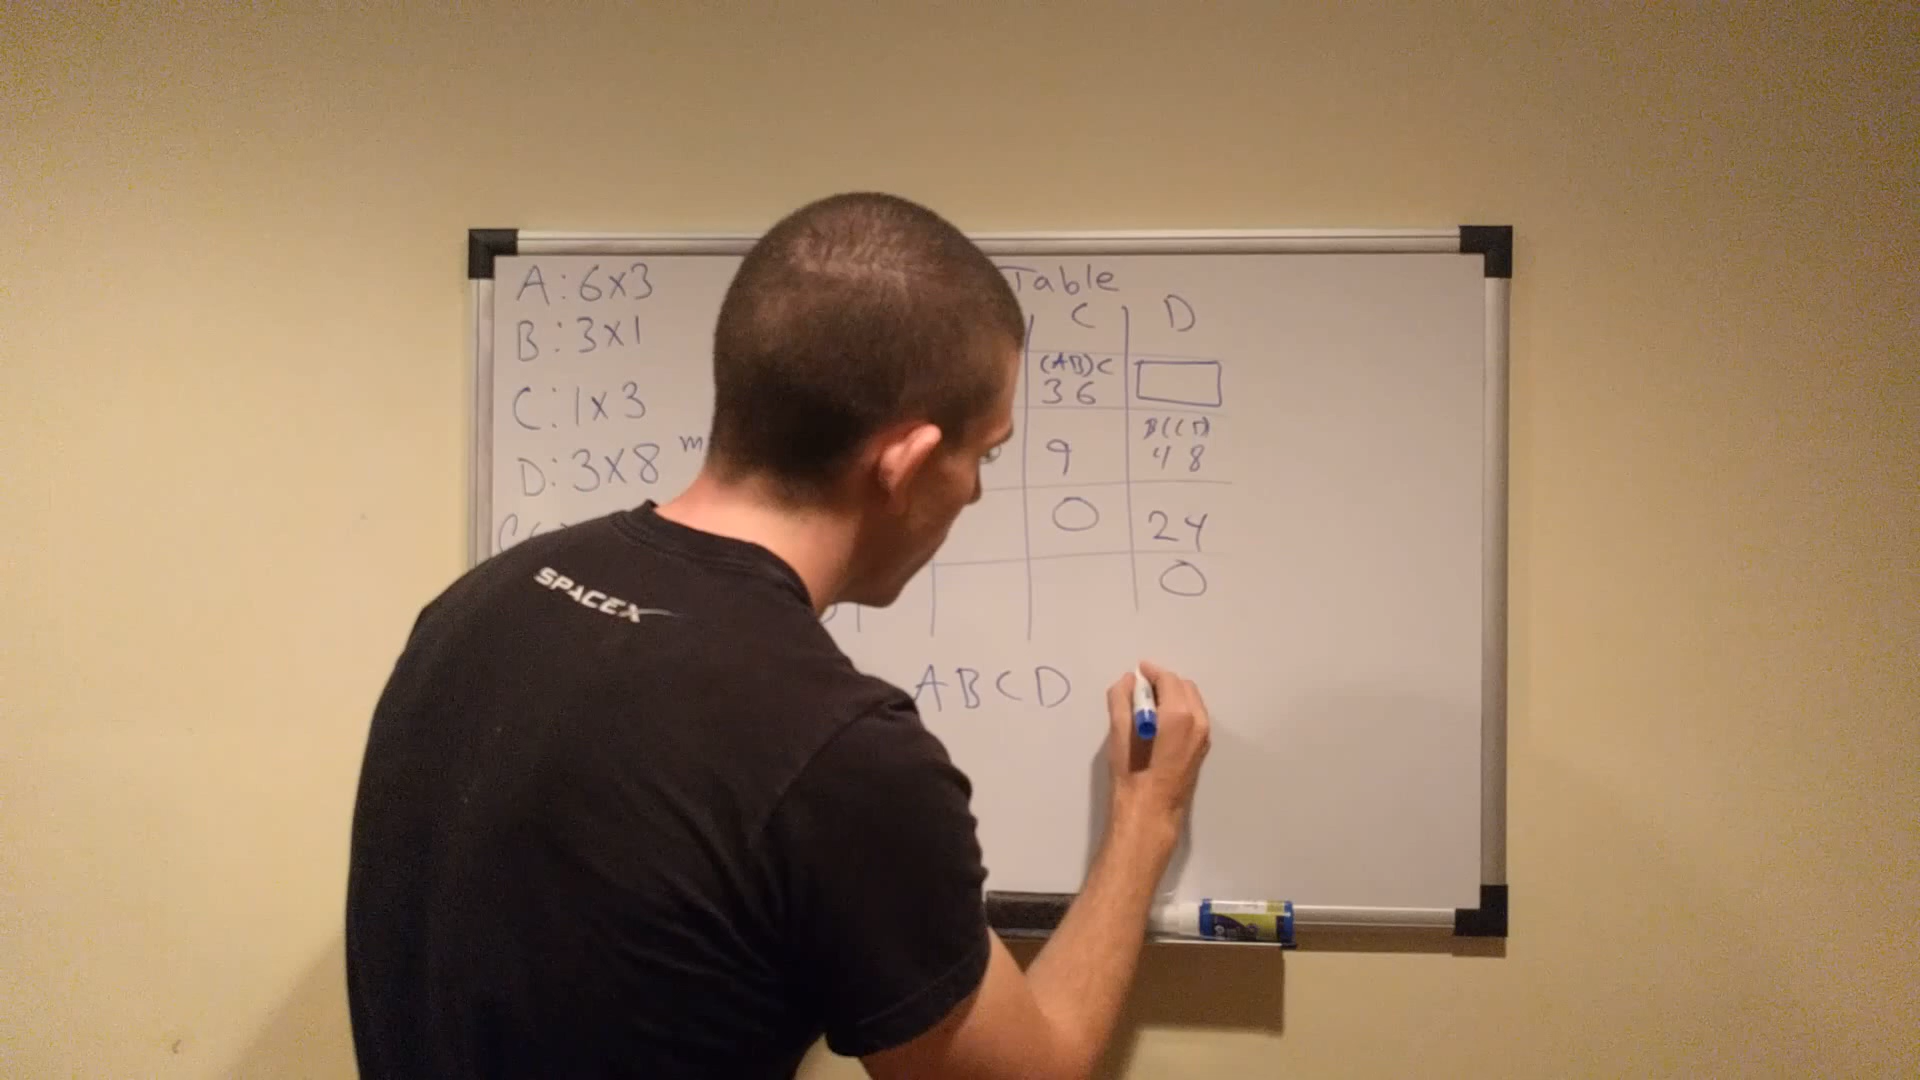 A: 6x3
B: 3x1
C: 1x3
D: 3x8
Table
C D
(AB)C
36
B(CD)
9 48
0 24
0
ABCD
SPACEX